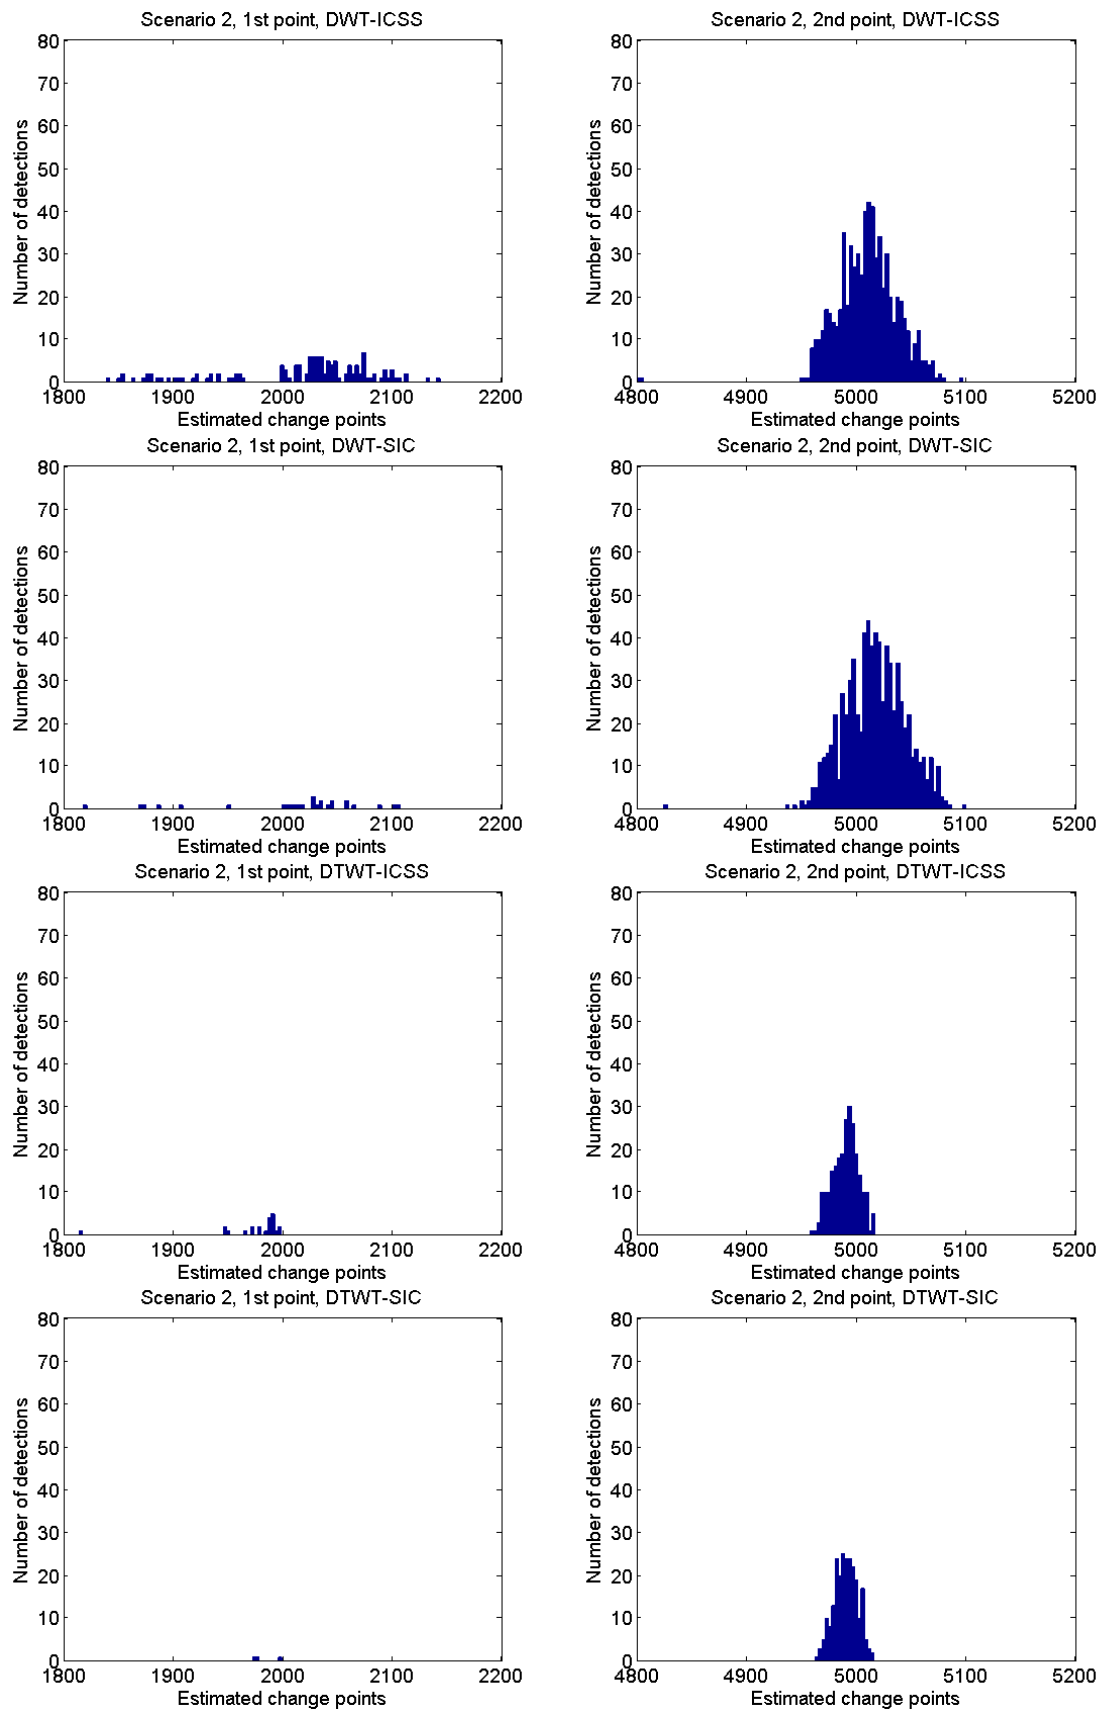 Scenario 2, 1st point, DWT-ICSS
80
70
60
50
40
30
20
10
0
Number of detections
1800 1900 2000 2100 2200
Estimated change points
Scenario 2, 2nd point, DWT-ICSS
80
70
60
50
40
30
20
10
0
Number of detections
4800 4900 5000 5100 5200
Estimated change points
Scenario 2, 1st point, DWT-SIC
80
70
60
50
40
30
20
10
0
Number of detections
1800 1900 2000 2100 2200
Estimated change points
Scenario 2, 2nd point, DWT-SIC
80
70
60
50
40
30
20
10
0
Number of detections
4800 4900 5000 5100 5200
Estimated change points
Scenario 2, 1st point, DTWT-ICSS
80
70
60
50
40
30
20
10
0
Number of detections
1800 1900 2000 2100 2200
Estimated change points
Scenario 2, 2nd point, DTWT-ICSS
80
70
60
50
40
30
20
10
0
Number of detections
4800 4900 5000 5100 5200
Estimated change points
Scenario 2, 1st point, DTWT-SIC
80
70
60
50
40
30
20
10
0
Number of detections
1800 1900 2000 2100 2200
Estimated change points
Scenario 2, 2nd point, DTWT-SIC
80
70
60
50
40
30
20
10
0
Number of detections
4800 4900 5000 5100 5200
Estimated change points